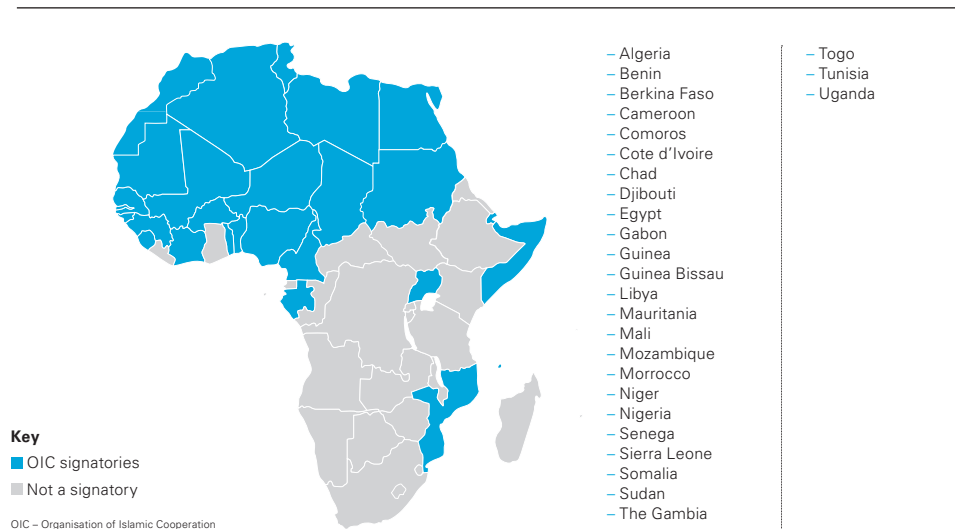 – Algeria
– Benin
– Berkina Faso
– Cameroon
– Comoros
– Cote d’Ivoire
– Chad
– Djibouti
– Egypt
– Gabon
– Guinea
– Guinea Bissau
– Libya
– Mauritania
– Mali
– Mozambique
– Morrocco
– Niger
– Nigeria
– Senega
– Sierra Leone
– Somalia
– Sudan
– The Gambia
– Togo
– Tunisia
– Uganda
Key
OIC signatories
Not a signatory
OIC – Organisation of Islamic Cooperation